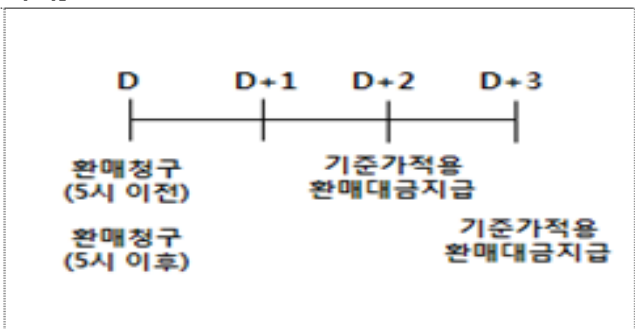 D D+1 D+2 D+3
환매청구 기준가적용
(5시 이전) 환매대금지급
환매청구 기준가적용
(5시 이후) 환매대금지급